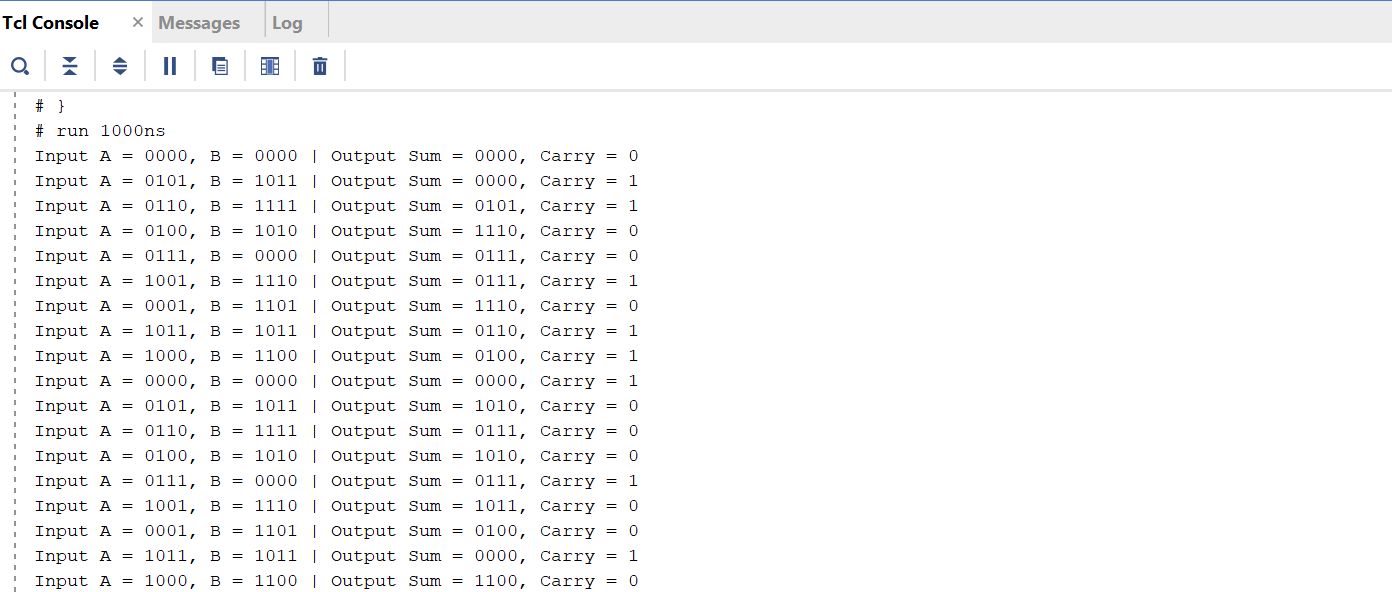 Tcl Console × Messages Log
# }
# run 1000ns
Input A = 0000, B = 0000 | Output Sum = 0000, Carry = 0
Input A = 0101, B = 1011 | Output Sum = 0000, Carry = 1
Input A = 0110, B = 1111 | Output Sum = 0101, Carry = 1
Input A = 0100, B = 1010 | Output Sum = 1110, Carry = 0
Input A = 0111, B = 0000 | Output Sum = 0111, Carry = 0
Input A = 1001, B = 1110 | Output Sum = 0111, Carry = 1
Input A = 0001, B = 1101 | Output Sum = 1110, Carry = 0
Input A = 1011, B = 1011 | Output Sum = 0110, Carry = 1
Input A = 1000, B = 1100 | Output Sum = 0100, Carry = 1
Input A = 0000, B = 0000 | Output Sum = 0000, Carry = 1
Input A = 0101, B = 1011 | Output Sum = 1010, Carry = 0
Input A = 0110, B = 1111 | Output Sum = 0111, Carry = 0
Input A = 0100, B = 1010 | Output Sum = 1010, Carry = 0
Input A = 0111, B = 0000 | Output Sum = 0111, Carry = 1
Input A = 1001, B = 1110 | Output Sum = 1011, Carry = 0
Input A = 0001, B = 1101 | Output Sum = 0100, Carry = 0
Input A = 1011, B = 1011 | Output Sum = 0000, Carry = 1
Input A = 1000, B = 1100 | Output Sum = 1100, Carry = 0